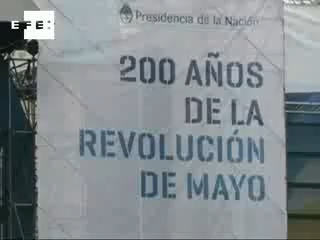 EFE:
Presidencia de la Nación
200 AÑOS
DE LA
REVOLUCIÓN
DE MAYO